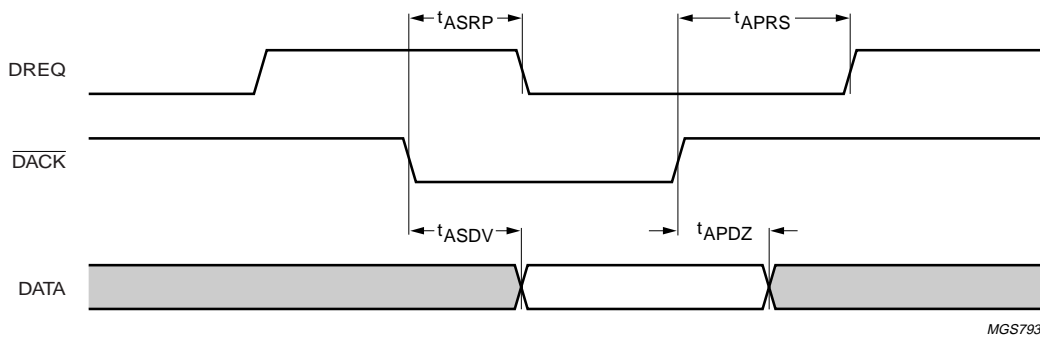 tASRP
tAPRS
DREQ
DACK
tASDV
tAPDZ
DATA
MGS793